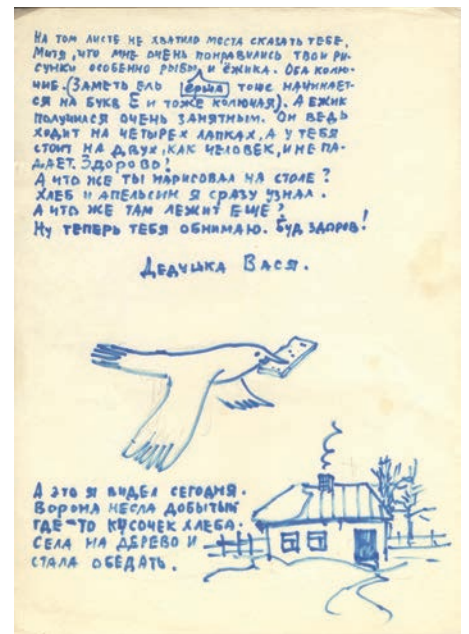 На том листе не хватило места сказать тебе,
Митя, что мне очень понравились твои ри-
сунки особенно рыбы и ёжика. Оба колю-
чие. (Заметь ель ёрша тоже начинает-
ся на букв Ё и тоже колючая). А ёжик
получился очень занятным. Он ведь
ходит на четырех лапках, а у тебя
стоит на двух, как человек, и не па-
дает. Здорово!
А что же ты нарисовал на столе?
Хлеб и апельсин я сразу узнал.
А что же там лежит еще?
Ну теперь тебя обнимаю. Буд здоров!
Дедушка Вася.
А это я видел сегодня.
Ворона несла добытый
где-то кусочек хлеба.
Села на дерево и
стала обедать.